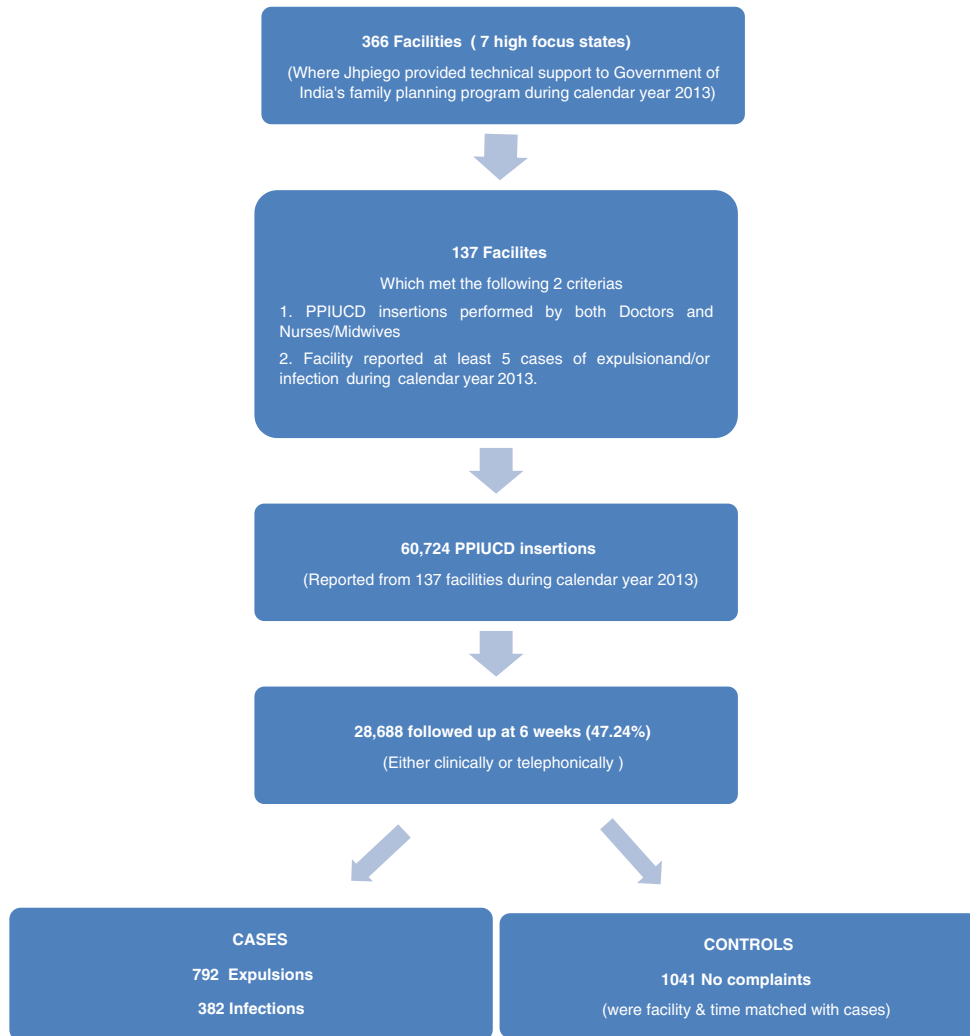 366 Facilities ( 7 high focus states)
(Where Jhpiego provided technical support to Government of
India's family planning program during calendar year 2013)
137 Facilites
Which met the following 2 criterias
1. PPIUCD insertions performed by both Doctors and
Nurses/Midwives
2. Facility reported at least 5 cases of expulsionand/or
infection during calendar year 2013.
60,724 PPIUCD insertions
(Reported from 137 facilities during calendar year 2013)
28,688 followed up at 6 weeks (47.24%)
(Either clinically or telephonically )
CASES
792 Expulsions
382 Infections
CONTROLS
1041 No complaints
(were facility & time matched with cases)